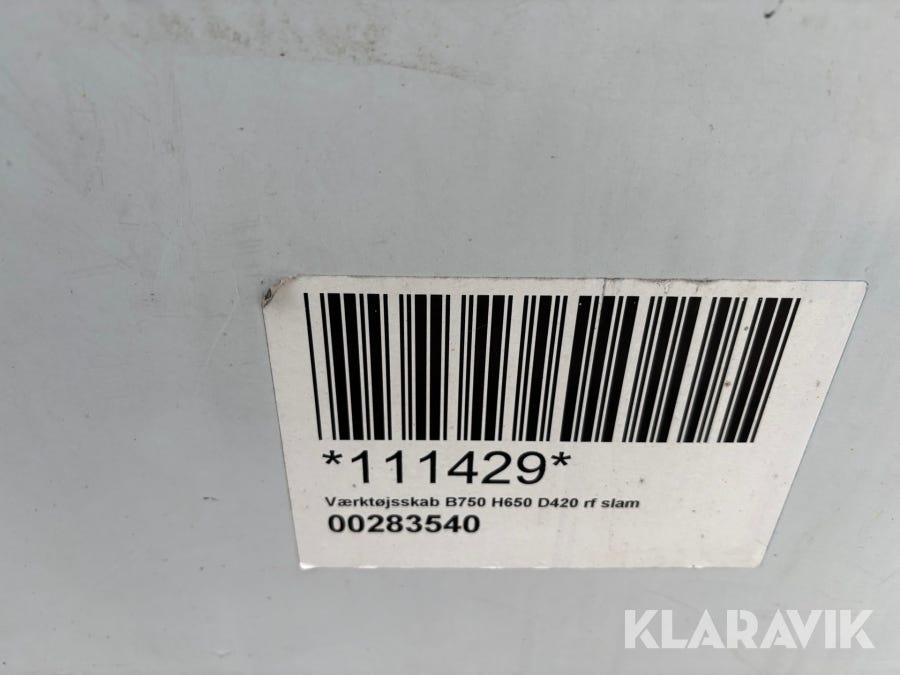 *111429*
Værktøjsskab B750 H650 D420 rf slam
00283540
KLARAVIK